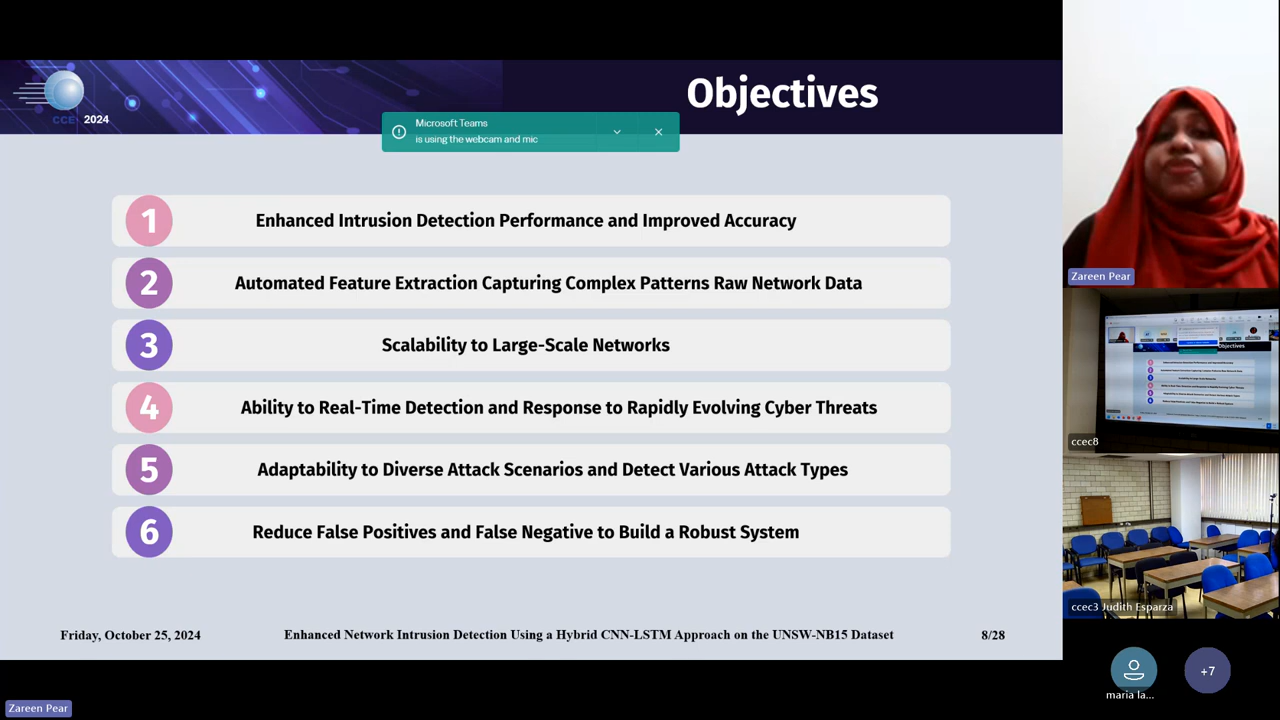 Objectives
CCE 2024
Microsoft Teams
is using the webcam and mic
1 Enhanced Intrusion Detection Performance and Improved Accuracy
2 Automated Feature Extraction Capturing Complex Patterns Raw Network Data
3 Scalability to Large-Scale Networks
4 Ability to Real-Time Detection and Response to Rapidly Evolving Cyber Threats
5 Adaptability to Diverse Attack Scenarios and Detect Various Attack Types
6 Reduce False Positives and False Negative to Build a Robust System
Friday, October 25, 2024
Enhanced Network Intrusion Detection Using a Hybrid CNN-LSTM Approach on the UNSW-NB15 Dataset
8/28
Zareen Pear
Zareen Pear
Objectives
ccec8
ccec3 Judith Esparza
maria la...
+7